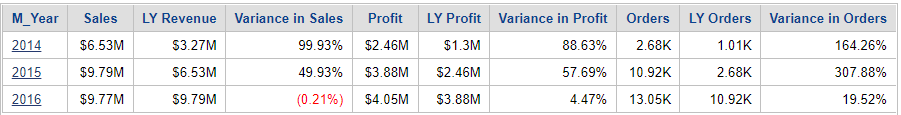 M_Year Sales LY Revenue Variance in Sales Profit LY Profit Variance in Profit Orders LY Orders Variance in Orders
2014 $6.53M $3.27M 99.93% $2.46M $1.3M 88.63% 2.68K 1.01K 164.26%
2015 $9.79M $6.53M 49.93% $3.88M $2.46M 57.69% 10.92K 2.68K 307.88%
2016 $9.77M $9.79M (0.21%) $4.05M $3.88M 4.47% 13.05K 10.92K 19.52%